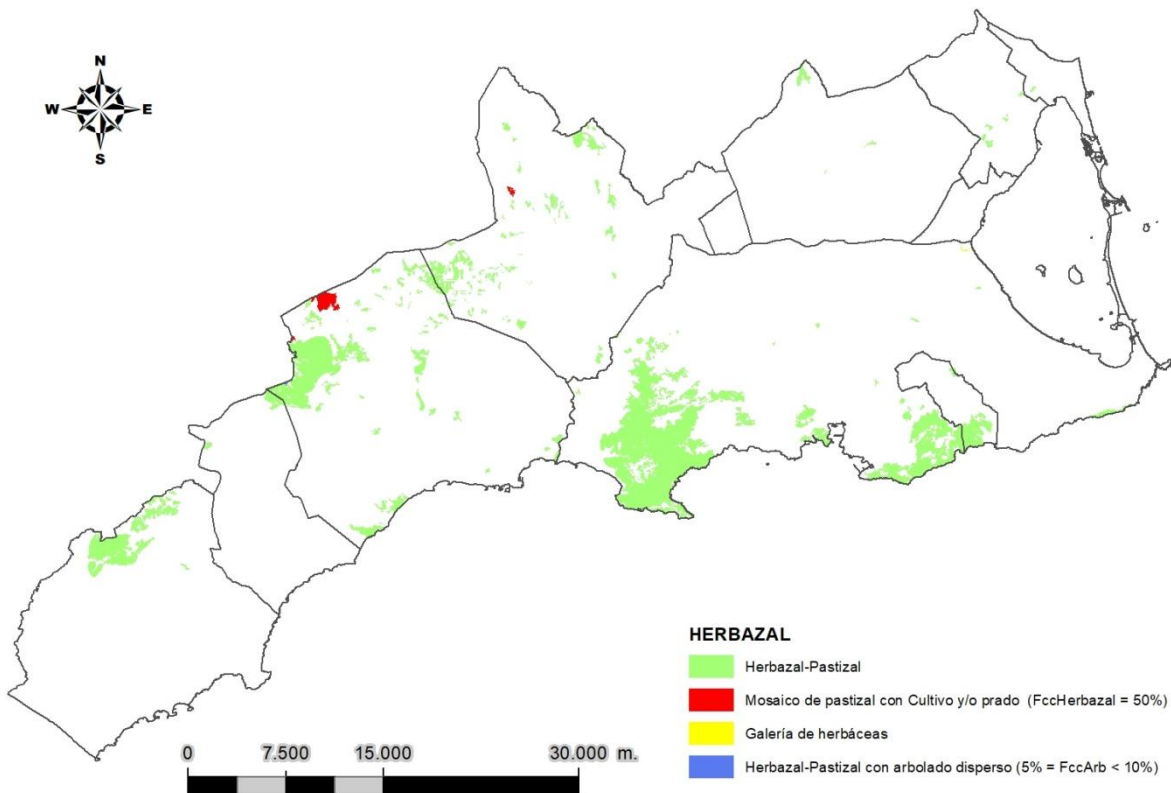 N
W E
S
HERBAZAL
Herbazal-Pastizal
Mosaico de pastizal con Cultivo y/o prado (FccHerbazal = 50%)
Galería de herbáceas
Herbazal-Pastizal con arbolado disperso (5% = FccArb < 10%)
0 7.500 15.000 30.000 m.